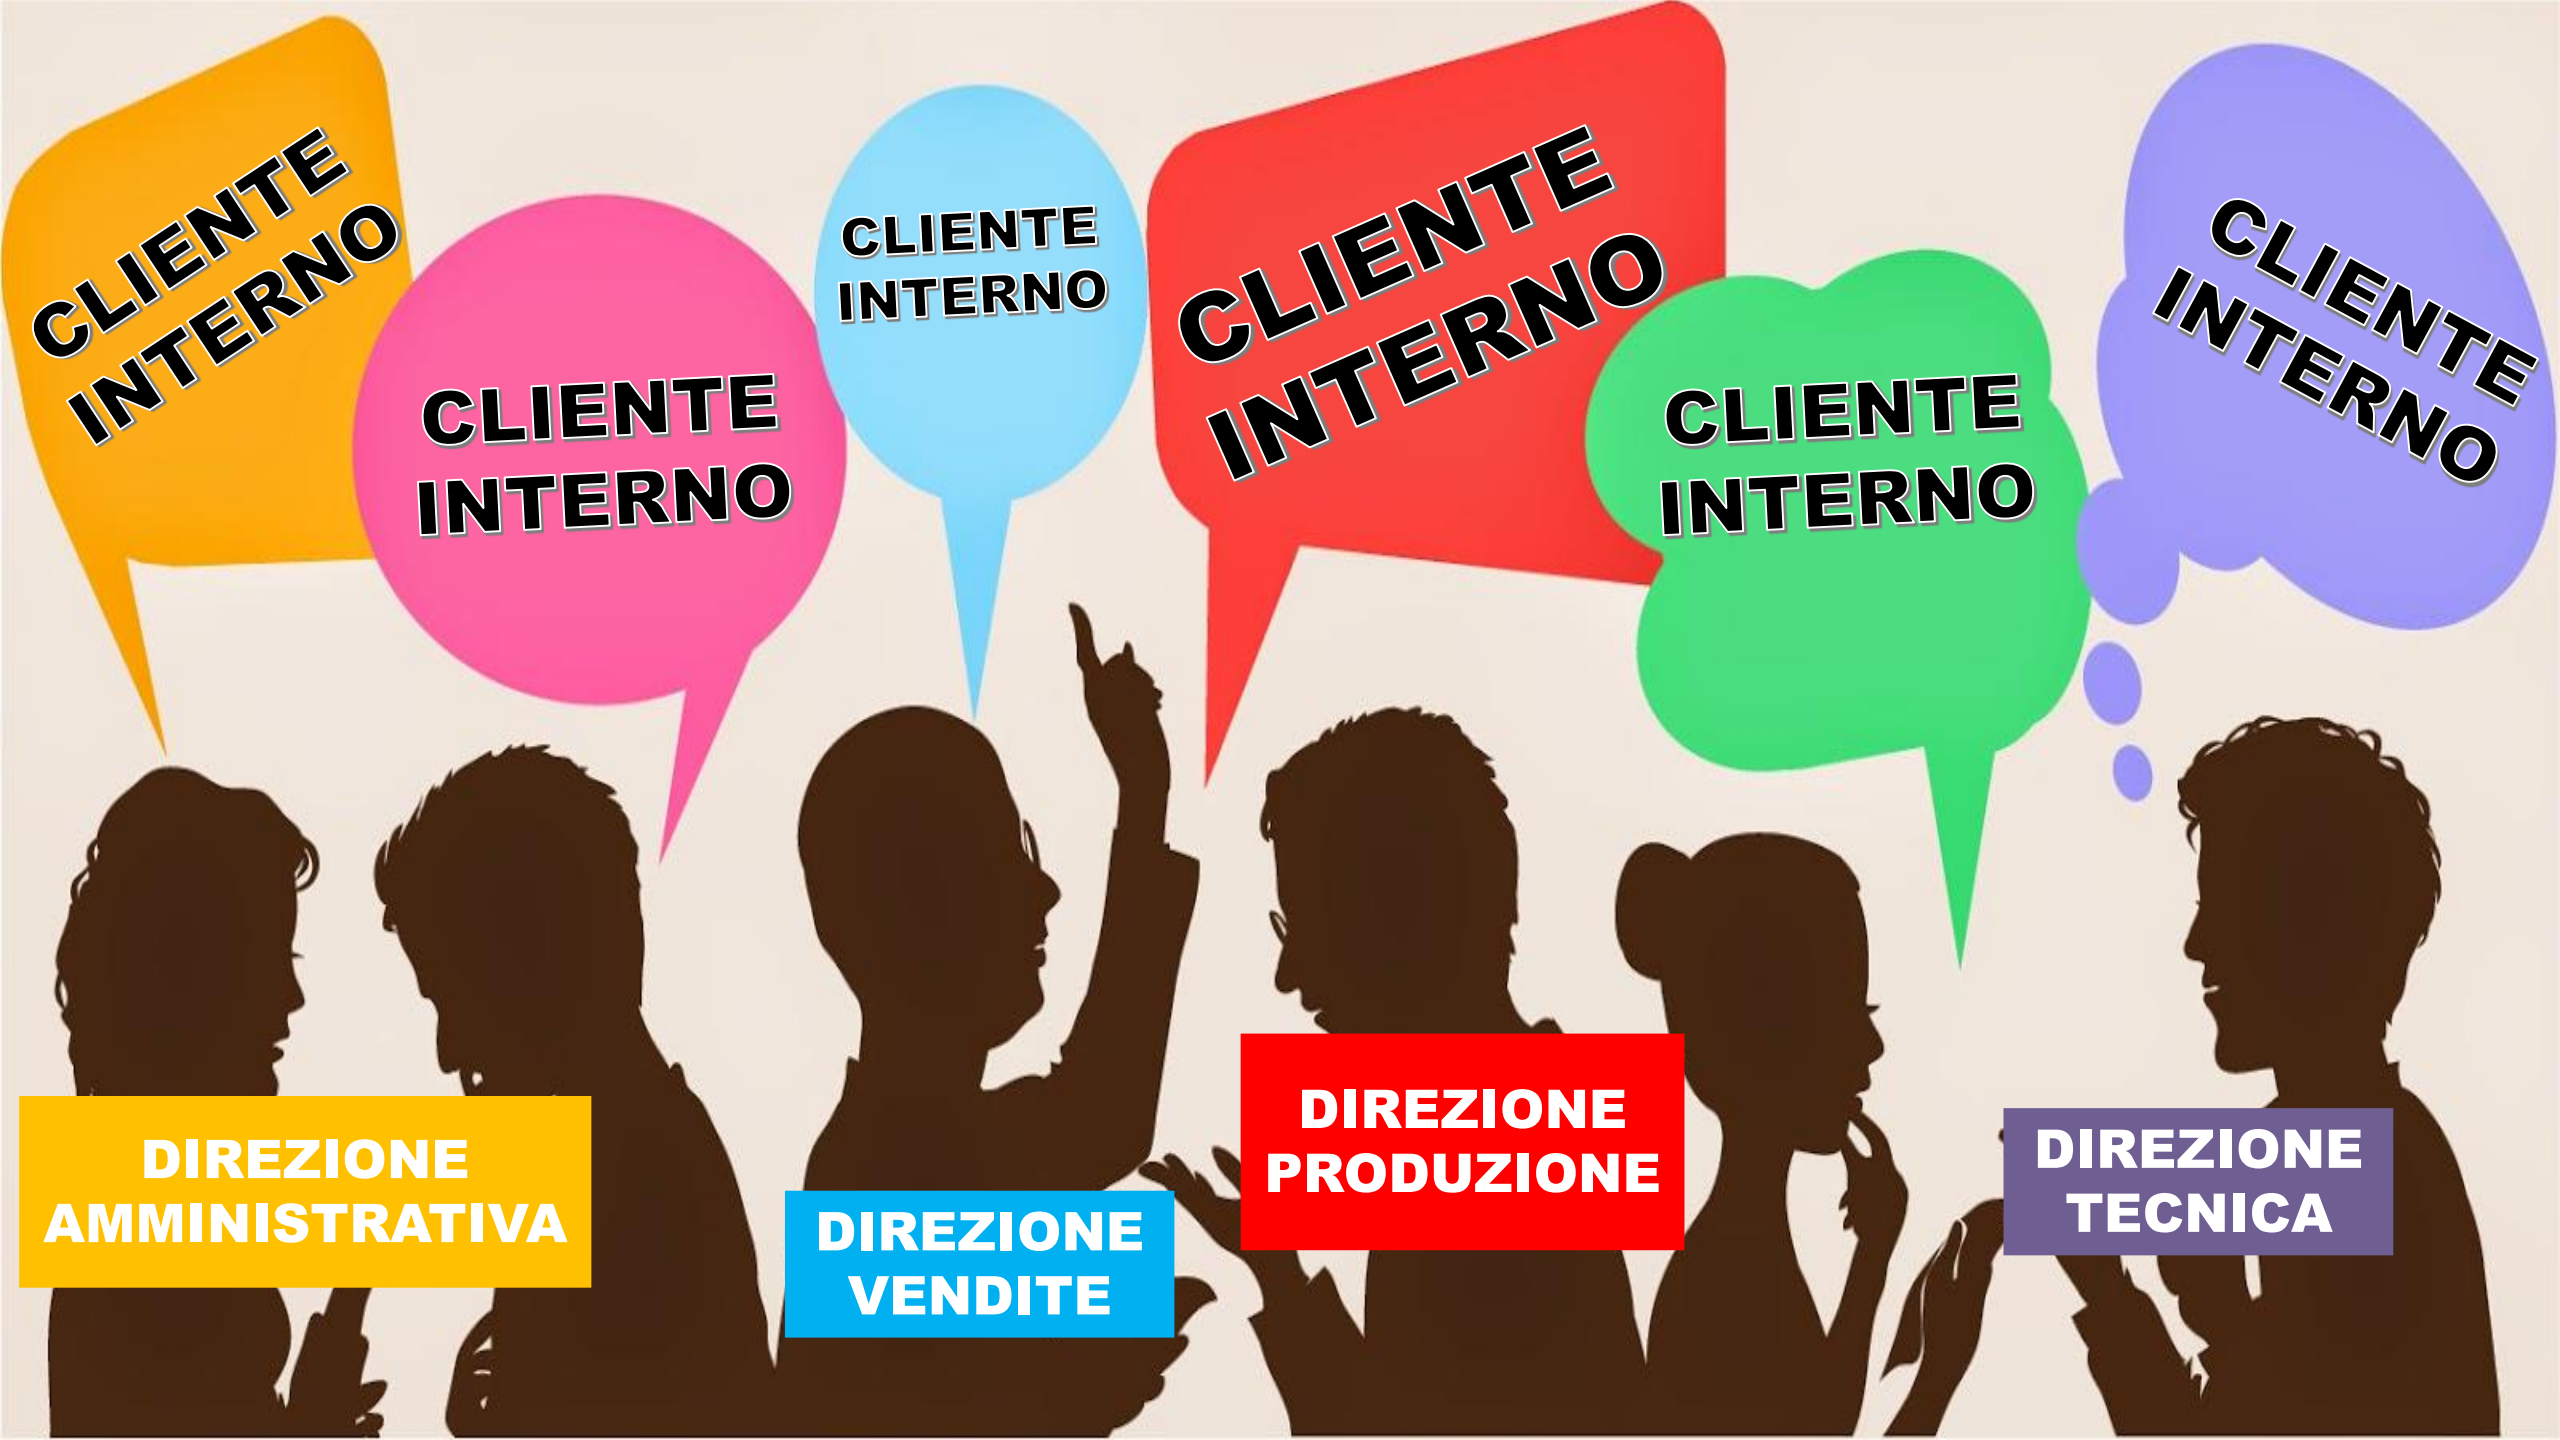 CLIENTE
INTERNO
CLIENTE
INTERNO
CLIENTE
INTERNO
CLIENTE
INTERNO
CLIENTE
INTERNO
CLIENTE
INTERNO
DIREZIONE
AMMINISTRATIVA
DIREZIONE
VENDITE
DIREZIONE
PRODUZIONE
DIREZIONE
TECNICA